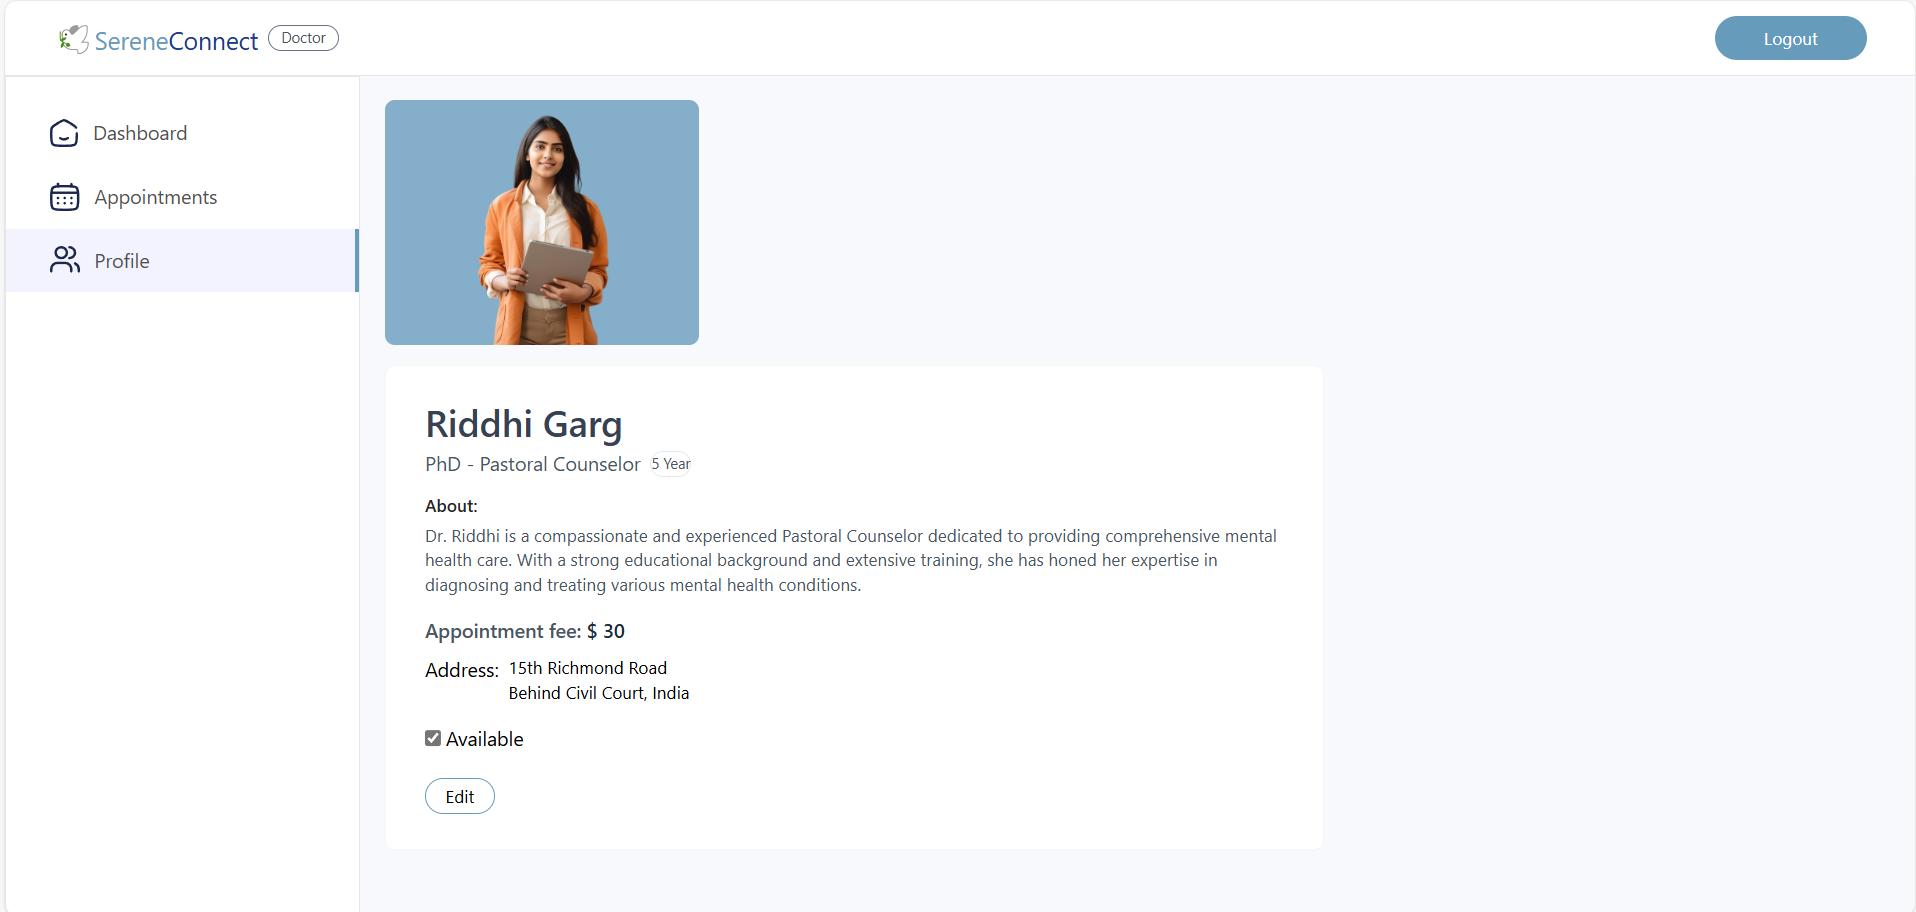 SereneConnect Doctor
Logout
Dashboard
Appointments
Profile
Riddhi Garg
PhD - Pastoral Counselor 5 Year
About:
Dr. Riddhi is a compassionate and experienced Pastoral Counselor dedicated to providing comprehensive mental
health care. With a strong educational background and extensive training, she has honed her expertise in
diagnosing and treating various mental health conditions.
Appointment fee: $ 30
Address: 15th Richmond Road
Behind Civil Court, India
Available
Edit